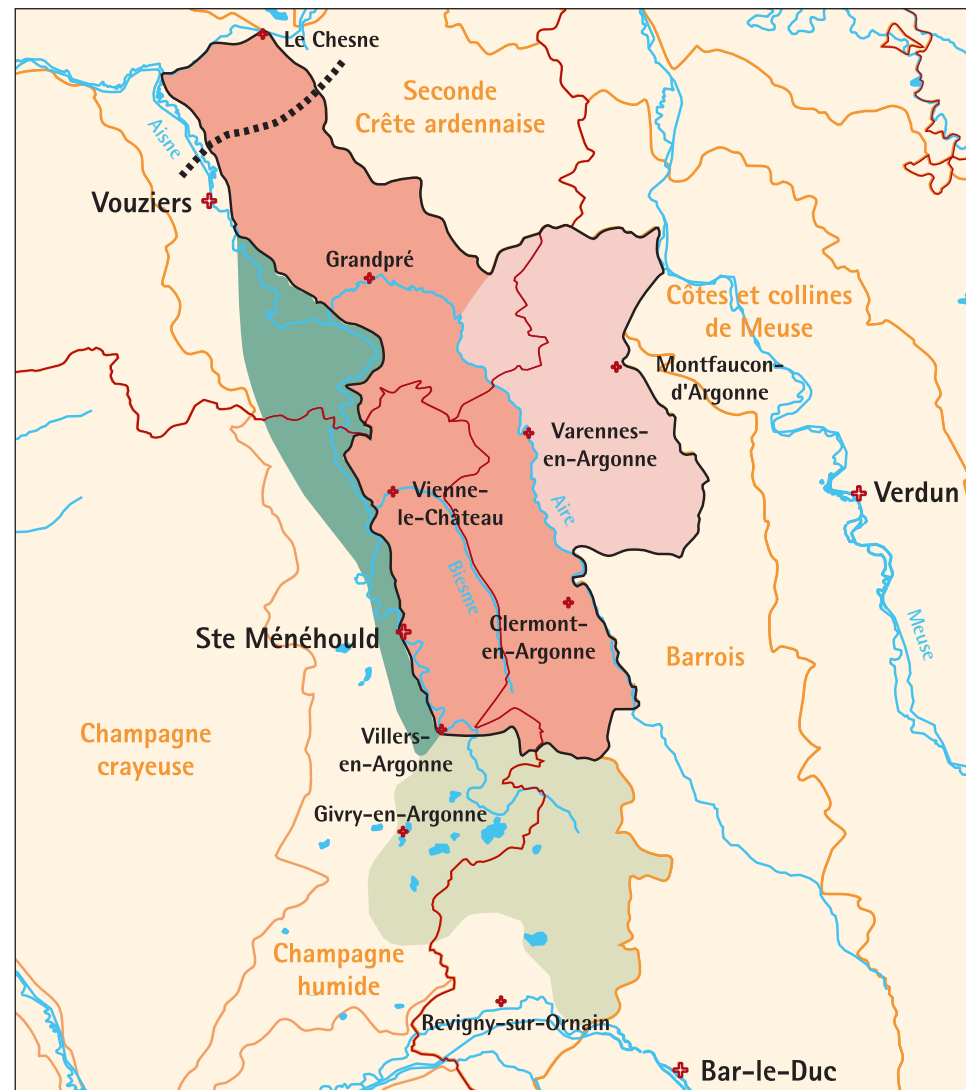 Le Chesne
Seconde
Crête ardennaise
Aisne
Vouziers
Grandpré
Côtes et collines
de Meuse
Montfaucon-
d'Argonne
Varennes-
en-Argonne
Vienne-
le-Château
Verdun
Aire
Biesme
Clermont-
en-Argonne
Ste Ménéhould
Meuse
Barrois
Champagne
crayeuse
Villers-
en-Argonne
Givry-en-Argonne
Champagne
humide
Revigny-sur-Ornain
Bar-le-Duc